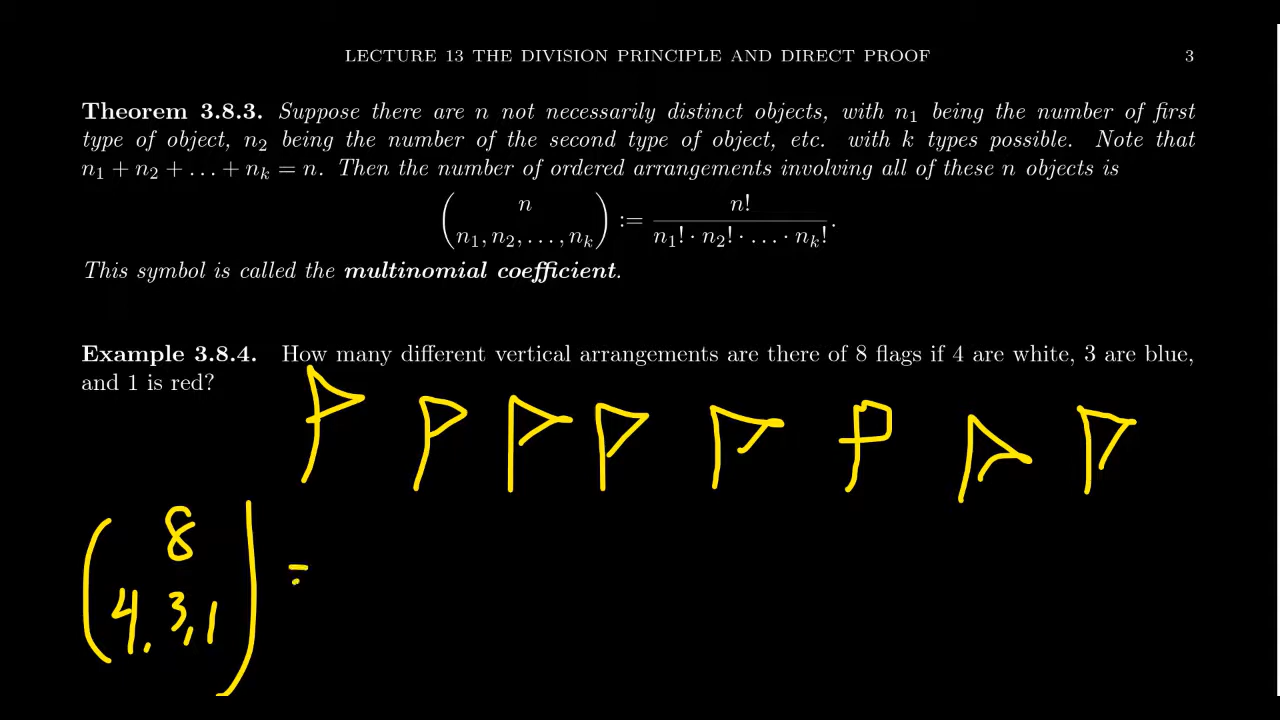 LECTURE 13 THE DIVISION PRINCIPLE AND DIRECT PROOF 3
Theorem 3.8.3. Suppose there are n not necessarily distinct objects, with n₁ being the number of first
type of object, n₂ being the number of the second type of object, etc. with k types possible. Note that
n₁ + n₂ + . . . + nₖ = n. Then the number of ordered arrangements involving all of these n objects is
(n over n₁, n₂, . . . , nₖ) := n! / (n₁! · n₂! · . . . · nₖ!).
This symbol is called the multinomial coefficient.
Example 3.8.4. How many different vertical arrangements are there of 8 flags if 4 are white, 3 are blue,
and 1 is red?
( 8
4, 3, 1 ) =